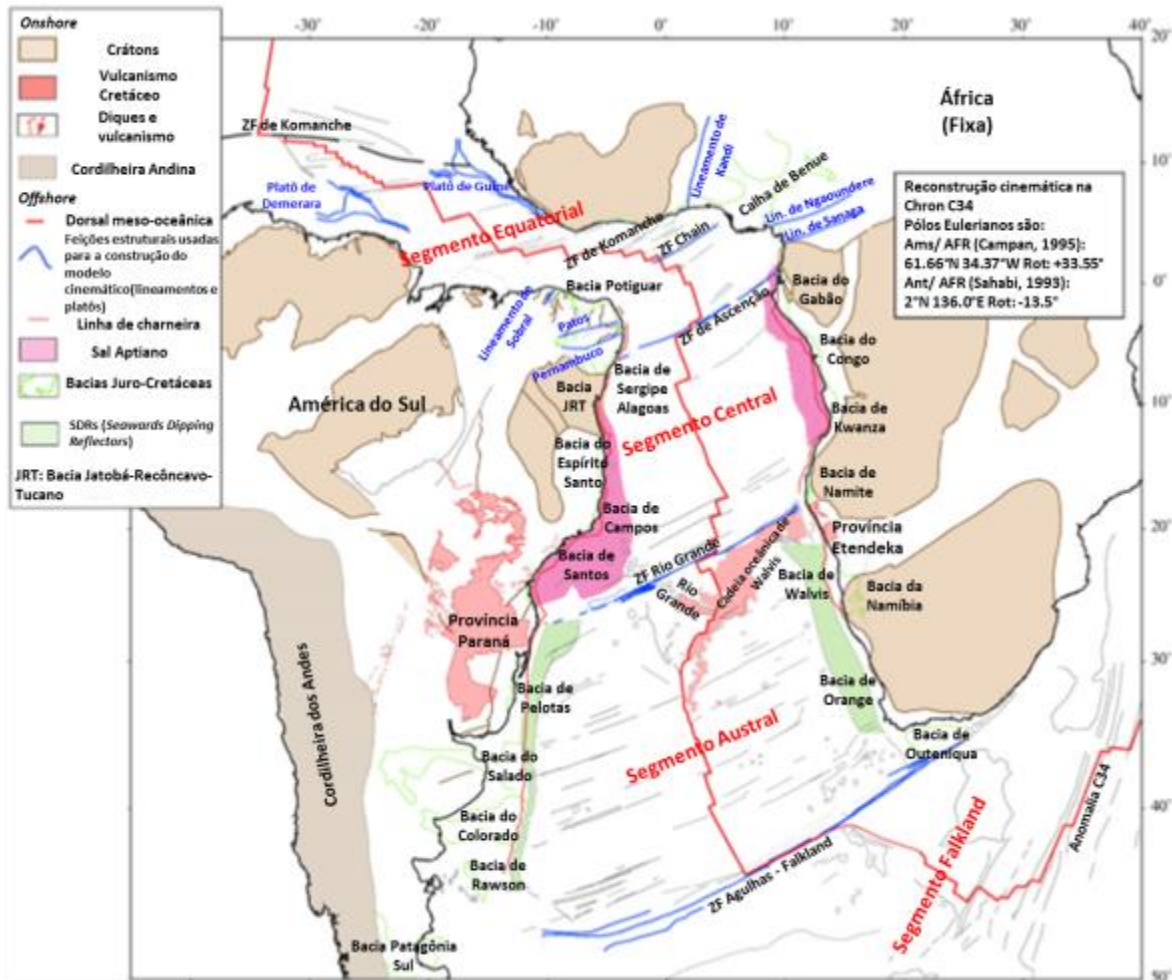 Onshore
Crátons
Vulcanismo
Cretáceo
Diques e
vulcanismo
Cordilheira Andina
Offshore
Dorsal meso-oceânica
Feições estruturais usadas
para a construção do
modelo
cinemático(lineamentos e
platôs)
Linha de charneira
Sal Aptiano
Bacias Juro-Cretáceas
SDRs (Seawards Dipping
Reflectors)
JRT: Bacia Jatobá-Recôncavo-
Tucano
-30°
-20°
-10°
0°
10°
20°
30°
40°
20°
10°
0°
10°
20°
30°
40°
50°
África
(Fixa)
Reconstrução cinemática na
Chron C34
Pólos Eulerianos são:
Ams/ AFR (Campan, 1995):
61.66°N 34.37°W Rot: +33.55°
Ant/ AFR (Sahabi, 1993):
2°N 136.0°E Rot: -13.5°
ZF de Komanche
Platô de
Demerara
Platô de Guiné
Segmento Equatorial
ZF de Komanche
ZF Chain
Lineamento de
Kandi
Calha de Benue
Lin. de Ngaoundere
Lin. de Sanaga
Bacia Potiguar
Lineamento de
Sobral
Patos
Pernambuco
ZF de Ascenção
Bacia do
Gabão
Bacia do
Congo
Bacia de
Kwanza
Bacia de
Namite
Província
Etendeka
América do Sul
Bacia
JRT
Bacia de
Sergipe
Alagoas
Segmento Central
Bacia do
Espírito
Santo
Bacia de
Campos
Bacia de
Santos
ZF Rio Grande
Rio
Grande
Cadeia oceânica de
Walvis
Bacia de
Walvis
Bacia da
Namíbia
Província
Paraná
Cordilheira dos Andes
Bacia de
Pelotas
Bacia de
Orange
Segmento Austral
Bacia de
Outeniqua
Bacia do
Salado
Bacia do
Colorado
Bacia de
Rawson
ZF Agulhas - Falkland
Segmento Falkland
Anomalia C34
Bacia Patagônia
Sul